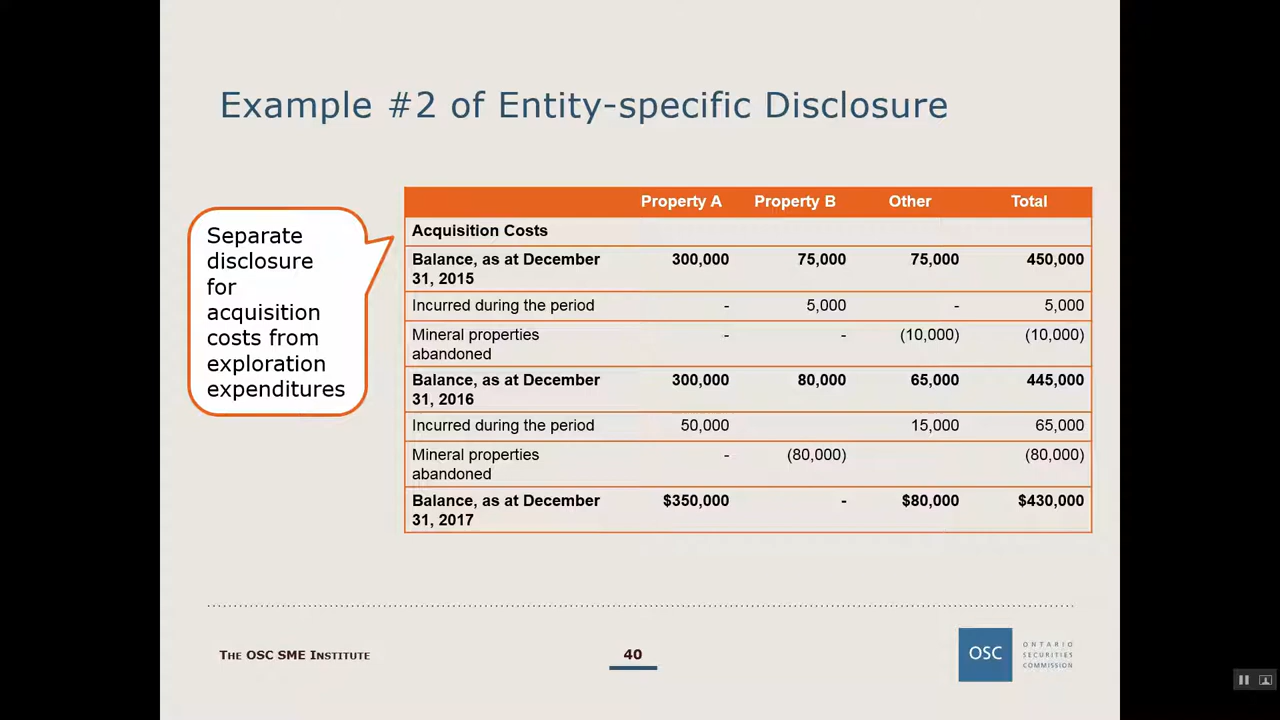 Example #2 of Entity-specific Disclosure
Separate
disclosure
for
acquisition
costs from
exploration
expenditures
Property A Property B Other Total
Acquisition Costs
Balance, as at December
31, 2015
300,000 75,000 75,000 450,000
Incurred during the period - 5,000 - 5,000
Mineral properties
abandoned
- - (10,000) (10,000)
Balance, as at December
31, 2016
300,000 80,000 65,000 445,000
Incurred during the period 50,000 15,000 65,000
Mineral properties
abandoned
- (80,000) (80,000)
Balance, as at December
31, 2017
$350,000 - $80,000 $430,000
THE OSC SME INSTITUTE
40
OSC
ONTARIO
SECURITIES
COMMISSION